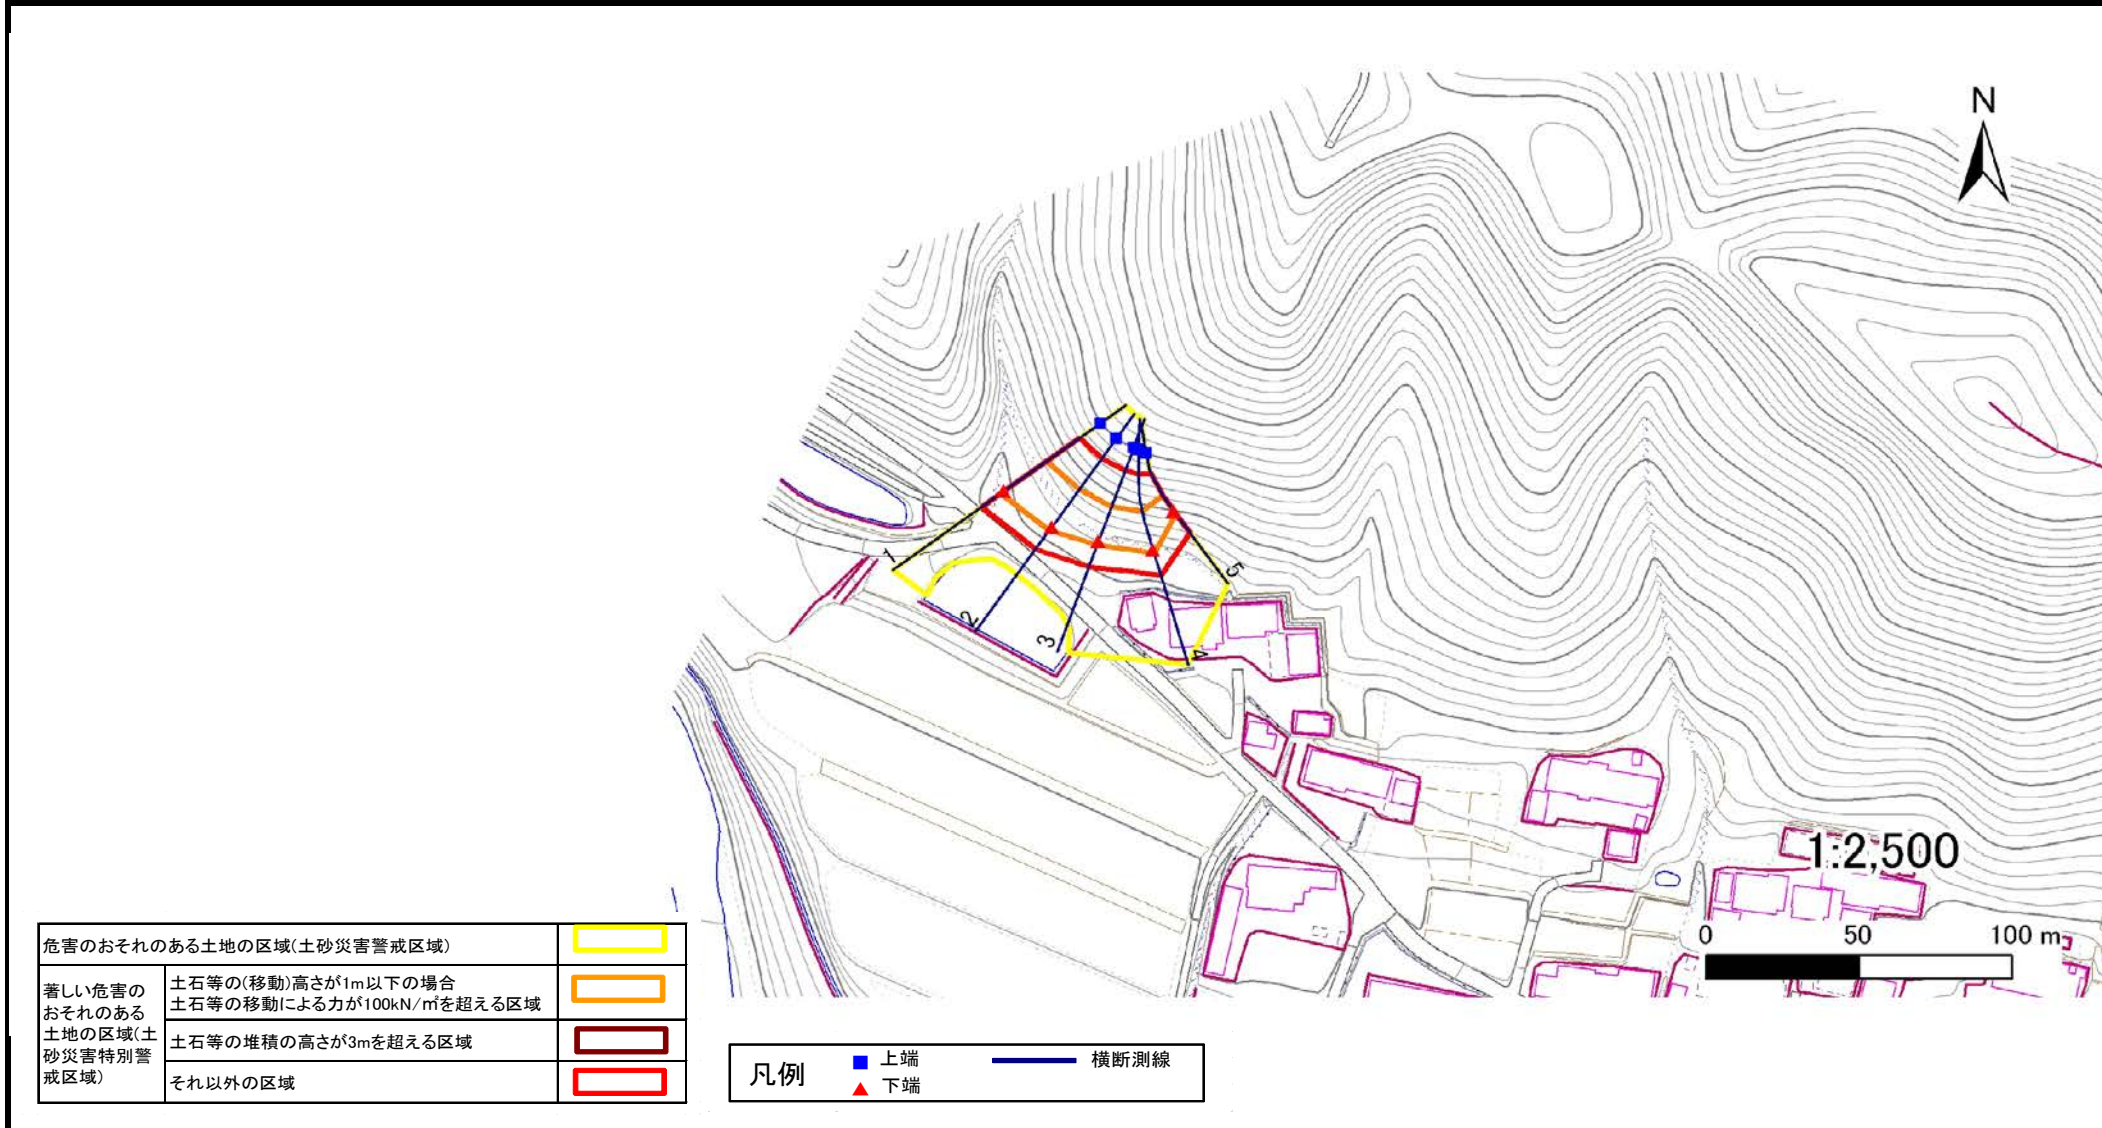 N
1
2
3
4
5
1:2,500
0 50 100 m
危害のおそれのある土地の区域(土砂災害警戒区域)
著しい危害の
おそれのある
土地の区域(土
砂災害特別警
戒区域)
土石等の(移動)高さが1m以下の場合
土石等の移動による力が100kN/㎡を超える区域
土石等の堆積の高さが3mを超える区域
それ以外の区域
凡例
上端
下端
横断測線